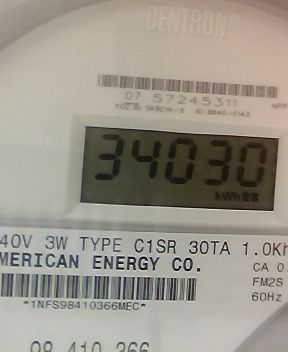 CENTRON®
07 57245311
34030
kWh
40V 3W TYPE C1SR 30TA 1.0Kh
MERICAN ENERGY CO.
CA 0.
FM2S
60Hz
*1NFS98410366MEC*
98 410 366